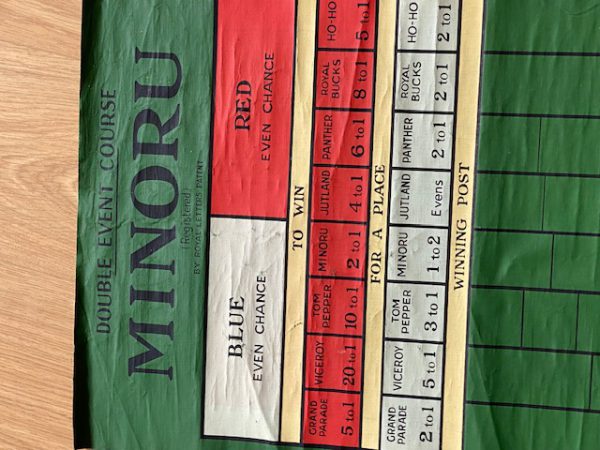 DOUBLE EVENT COURSE
MINORU
(Registered)
BY ROYAL LETTERS PATENT
BLUE
EVEN CHANCE
RED
EVEN CHANCE
TO WIN
GRAND
PARADE
5 to 1
VICEROY
20 to 1
TOM
PEPPER
10 to 1
MINORU
2 to 1
JUTLAND
4 to 1
PANTHER
6 to 1
ROYAL
BUCKS
8 to 1
HO-HO
5 to 1
FOR A PLACE
GRAND
PARADE
2 to 1
VICEROY
5 to 1
TOM
PEPPER
3 to 1
MINORU
1 to 2
JUTLAND
Evens
PANTHER
2 to 1
ROYAL
BUCKS
2 to 1
HO-HO
2 to 1
WINNING POST